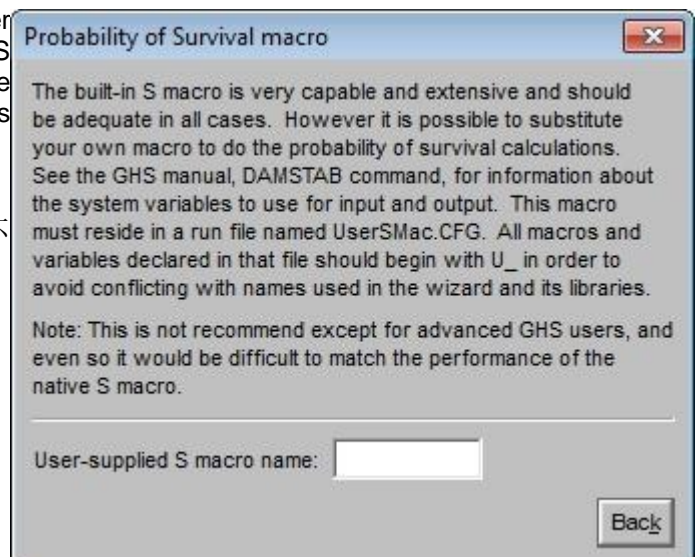 Probability of Survival macro
The built-in S macro is very capable and extensive and should
be adequate in all cases. However it is possible to substitute
your own macro to do the probability of survival calculations.
See the GHS manual, DAMSTAB command, for information about
the system variables to use for input and output. This macro
must reside in a run file named UserSMac.CFG. All macros and
variables declared in that file should begin with U_ in order to
avoid conflicting with names used in the wizard and its libraries.
Note: This is not recommend except for advanced GHS users, and
even so it would be difficult to match the performance of the
native S macro.
User-supplied S macro name:
Back